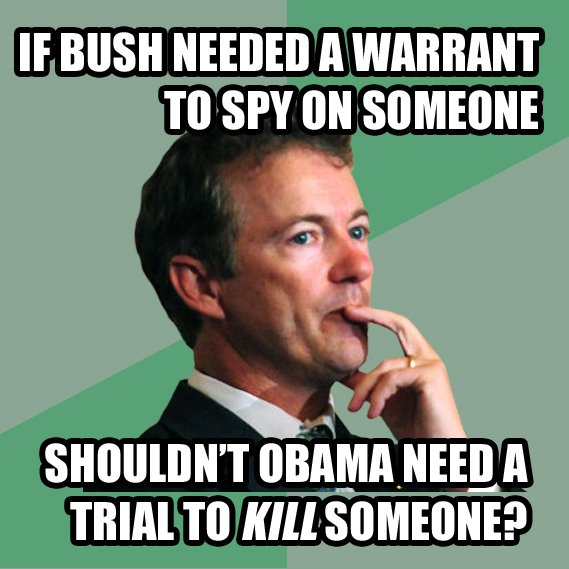 IF BUSH NEEDED A WARRANT
TO SPY ON SOMEONE
SHOULDN'T OBAMA NEED A
TRIAL TO KILL SOMEONE?